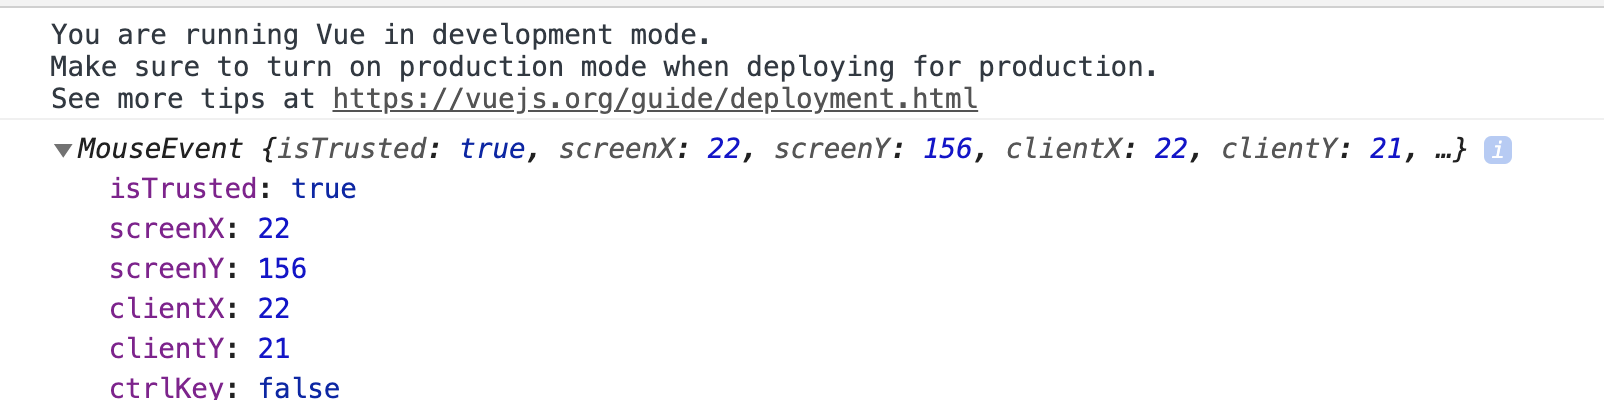 You are running Vue in development mode.
Make sure to turn on production mode when deploying for production.
See more tips at https://vuejs.org/guide/deployment.html
▼MouseEvent {isTrusted: true, screenX: 22, screenY: 156, clientX: 22, clientY: 21, …} i
isTrusted: true
screenX: 22
screenY: 156
clientX: 22
clientY: 21
ctrlKey: false